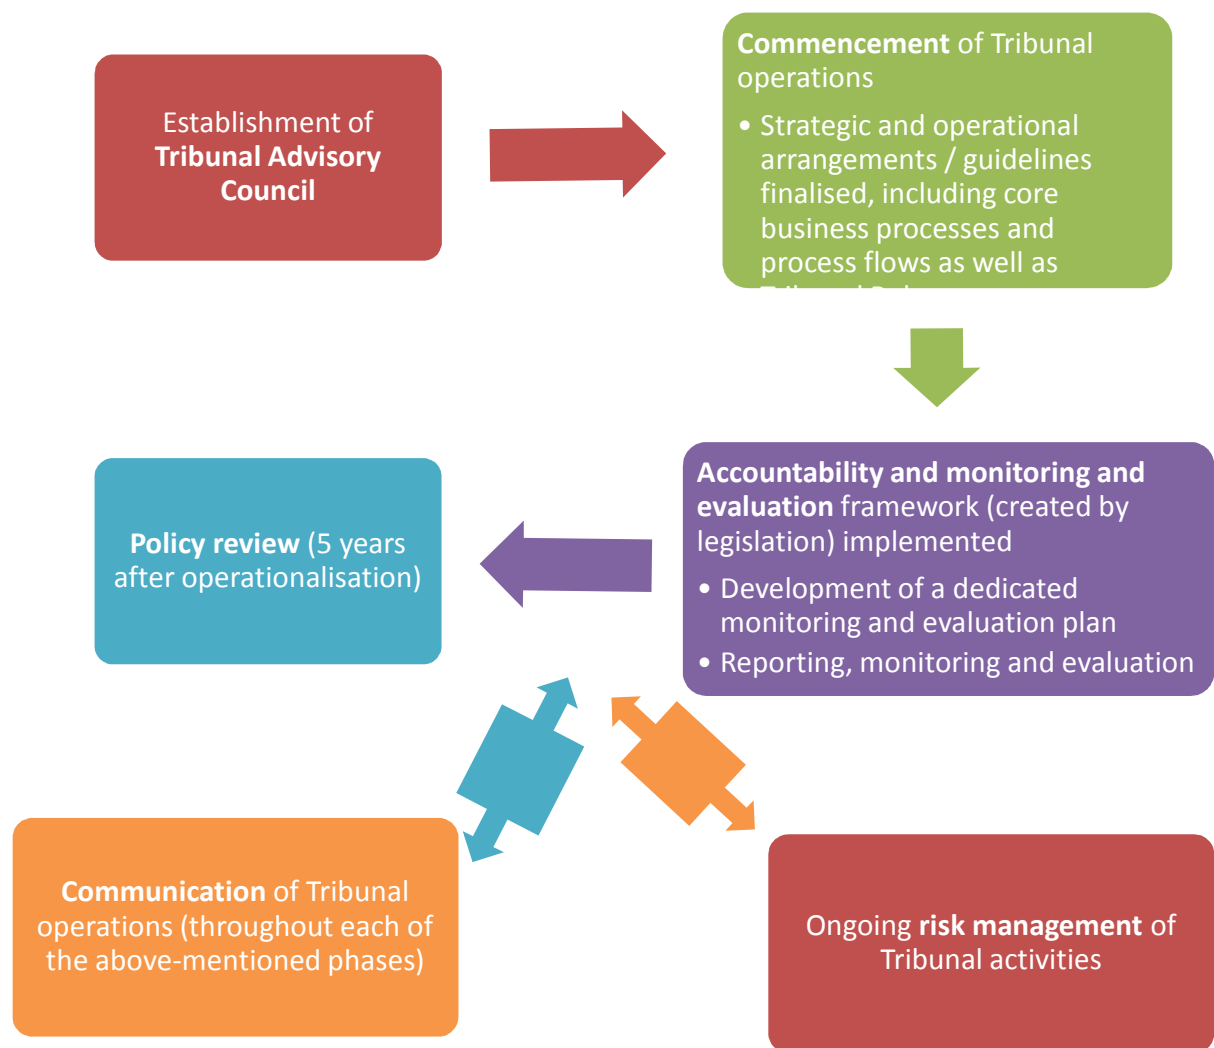 Establishment of
Tribunal Advisory
Council
Commencement of Tribunal
operations
• Strategic and operational
arrangements / guidelines
finalised, including core
business processes and
process flows as well as
Accountability and monitoring and
evaluation framework (created by
legislation) implemented
• Development of a dedicated
monitoring and evaluation plan
• Reporting, monitoring and evaluation
Policy review (5 years
after operationalisation)
Communication of Tribunal
operations (throughout each of
the above-mentioned phases)
Ongoing risk management of
Tribunal activities